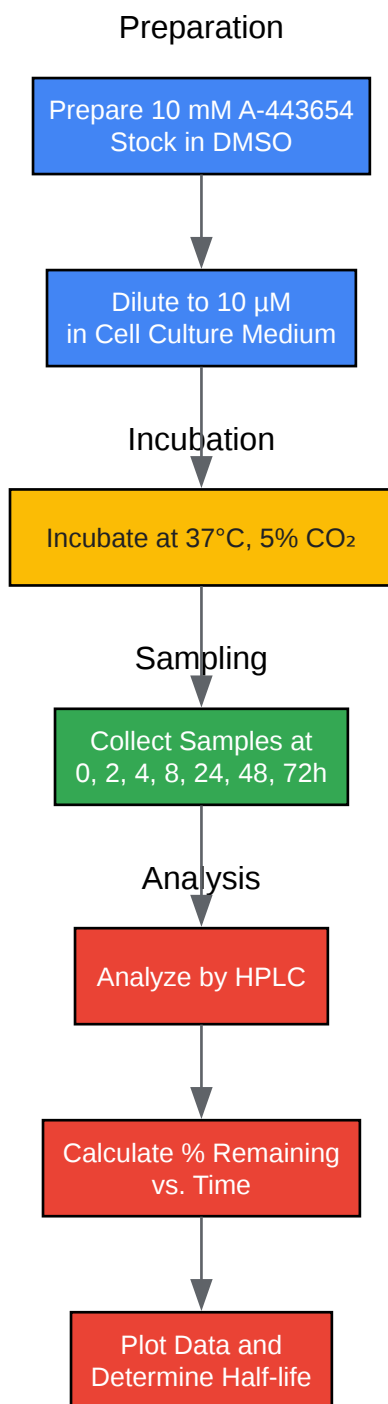 Preparation
Prepare 10 mM A-443654
Stock in DMSO
Dilute to 10 µM
in Cell Culture Medium
Incubation
Incubate at 37°C, 5% CO₂
Sampling
Collect Samples at
0, 2, 4, 8, 24, 48, 72h
Analysis
Analyze by HPLC
Calculate % Remaining
vs. Time
Plot Data and
Determine Half-life